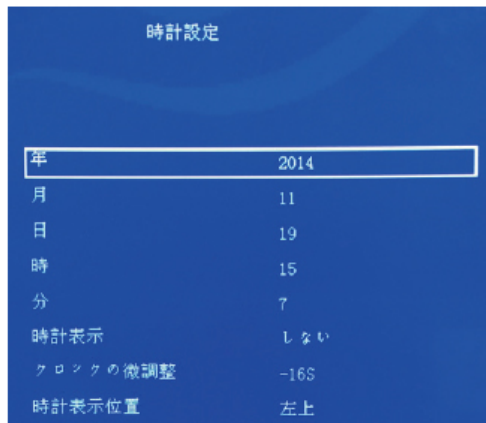 時計設定
年 2014
月 11
日 19
時 15
分 7
時計表示 しない
クロックの微調整 -16S
時計表示位置 左上